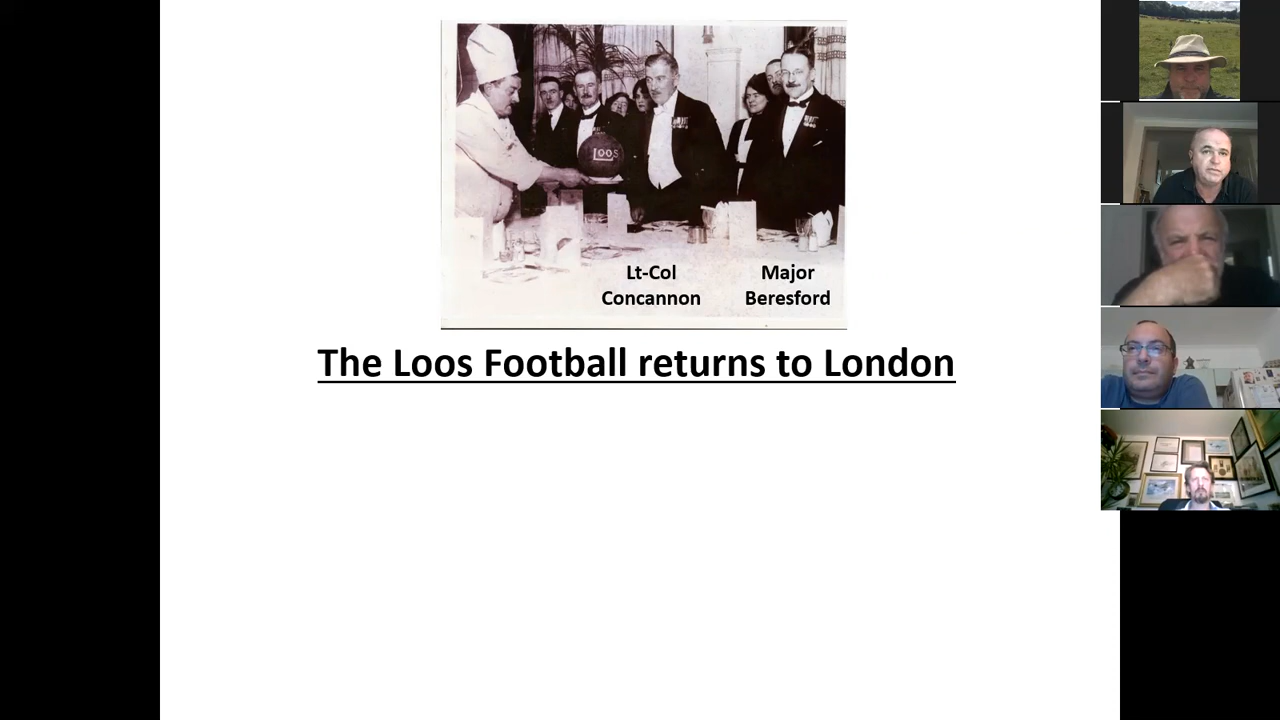 LOOS
Lt-Col
Concannon
Major
Beresford
The Loos Football returns to London